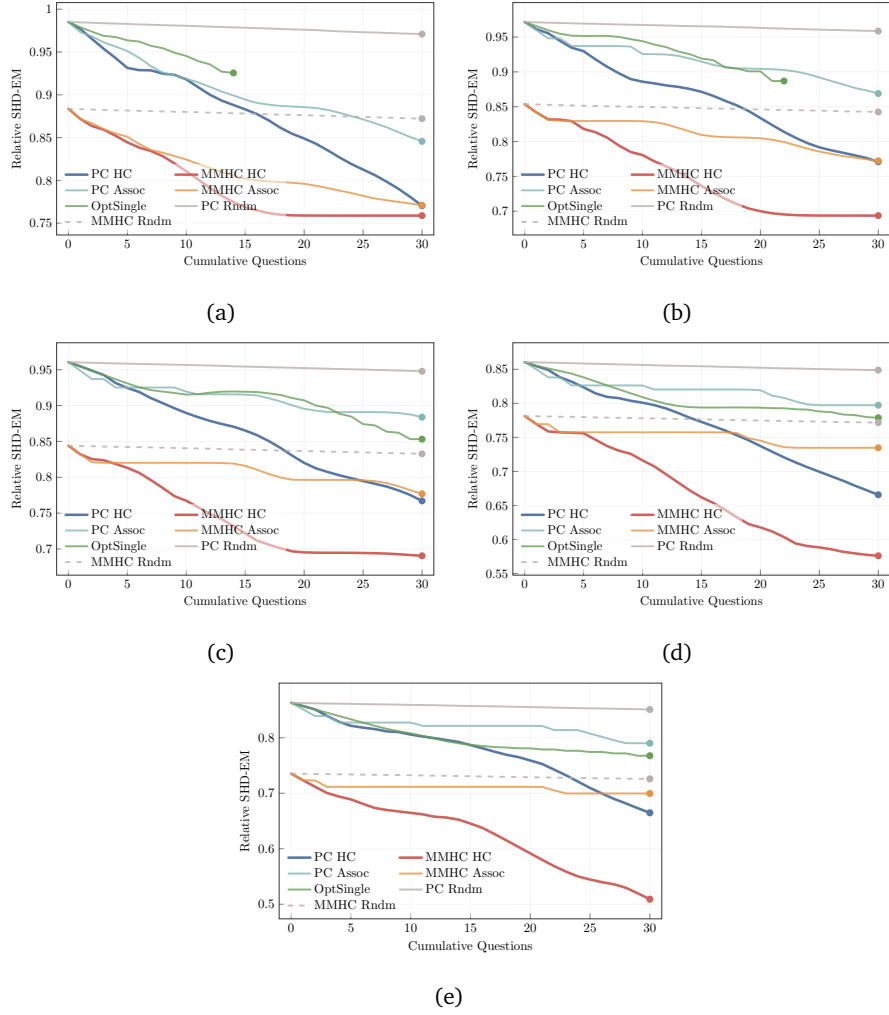 1
0.95
0.9
0.85
0.8
0.75
Relative SHD-EM
PC HC
MMHC HC
PC Assoc
MMHC Assoc
OptSingle
PC Rndm
MMHC Rndm
0 5 10 15 20 25 30
Cumulative Questions
(a)
0.95
0.9
0.85
0.8
0.75
0.7
Relative SHD-EM
PC HC
MMHC HC
PC Assoc
MMHC Assoc
OptSingle
PC Rndm
MMHC Rndm
0 5 10 15 20 25 30
Cumulative Questions
(b)
0.95
0.9
0.85
0.8
0.75
0.7
Relative SHD-EM
PC HC
MMHC HC
PC Assoc
MMHC Assoc
OptSingle
PC Rndm
MMHC Rndm
0 5 10 15 20 25 30
Cumulative Questions
(c)
0.85
0.8
0.75
0.7
0.65
0.6
0.55
Relative SHD-EM
PC HC
MMHC HC
PC Assoc
MMHC Assoc
OptSingle
PC Rndm
MMHC Rndm
0 5 10 15 20 25 30
Cumulative Questions
(d)
0.8
0.7
0.6
0.5
Relative SHD-EM
PC HC
MMHC HC
PC Assoc
MMHC Assoc
OptSingle
PC Rndm
MMHC Rndm
0 5 10 15 20 25 30
Cumulative Questions
(e)